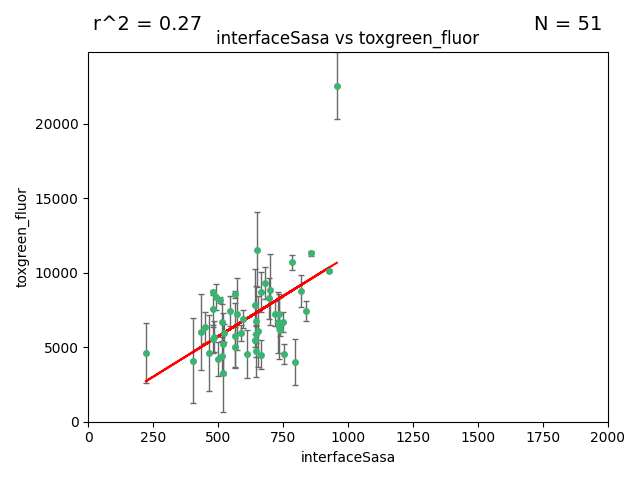 r^2 = 0.27
N = 51
interfaceSasa vs toxgreen_fluor
toxgreen_fluor
20000
15000
10000
5000
0
0 250 500 750 1000 1250 1500 1750 2000
interfaceSasa